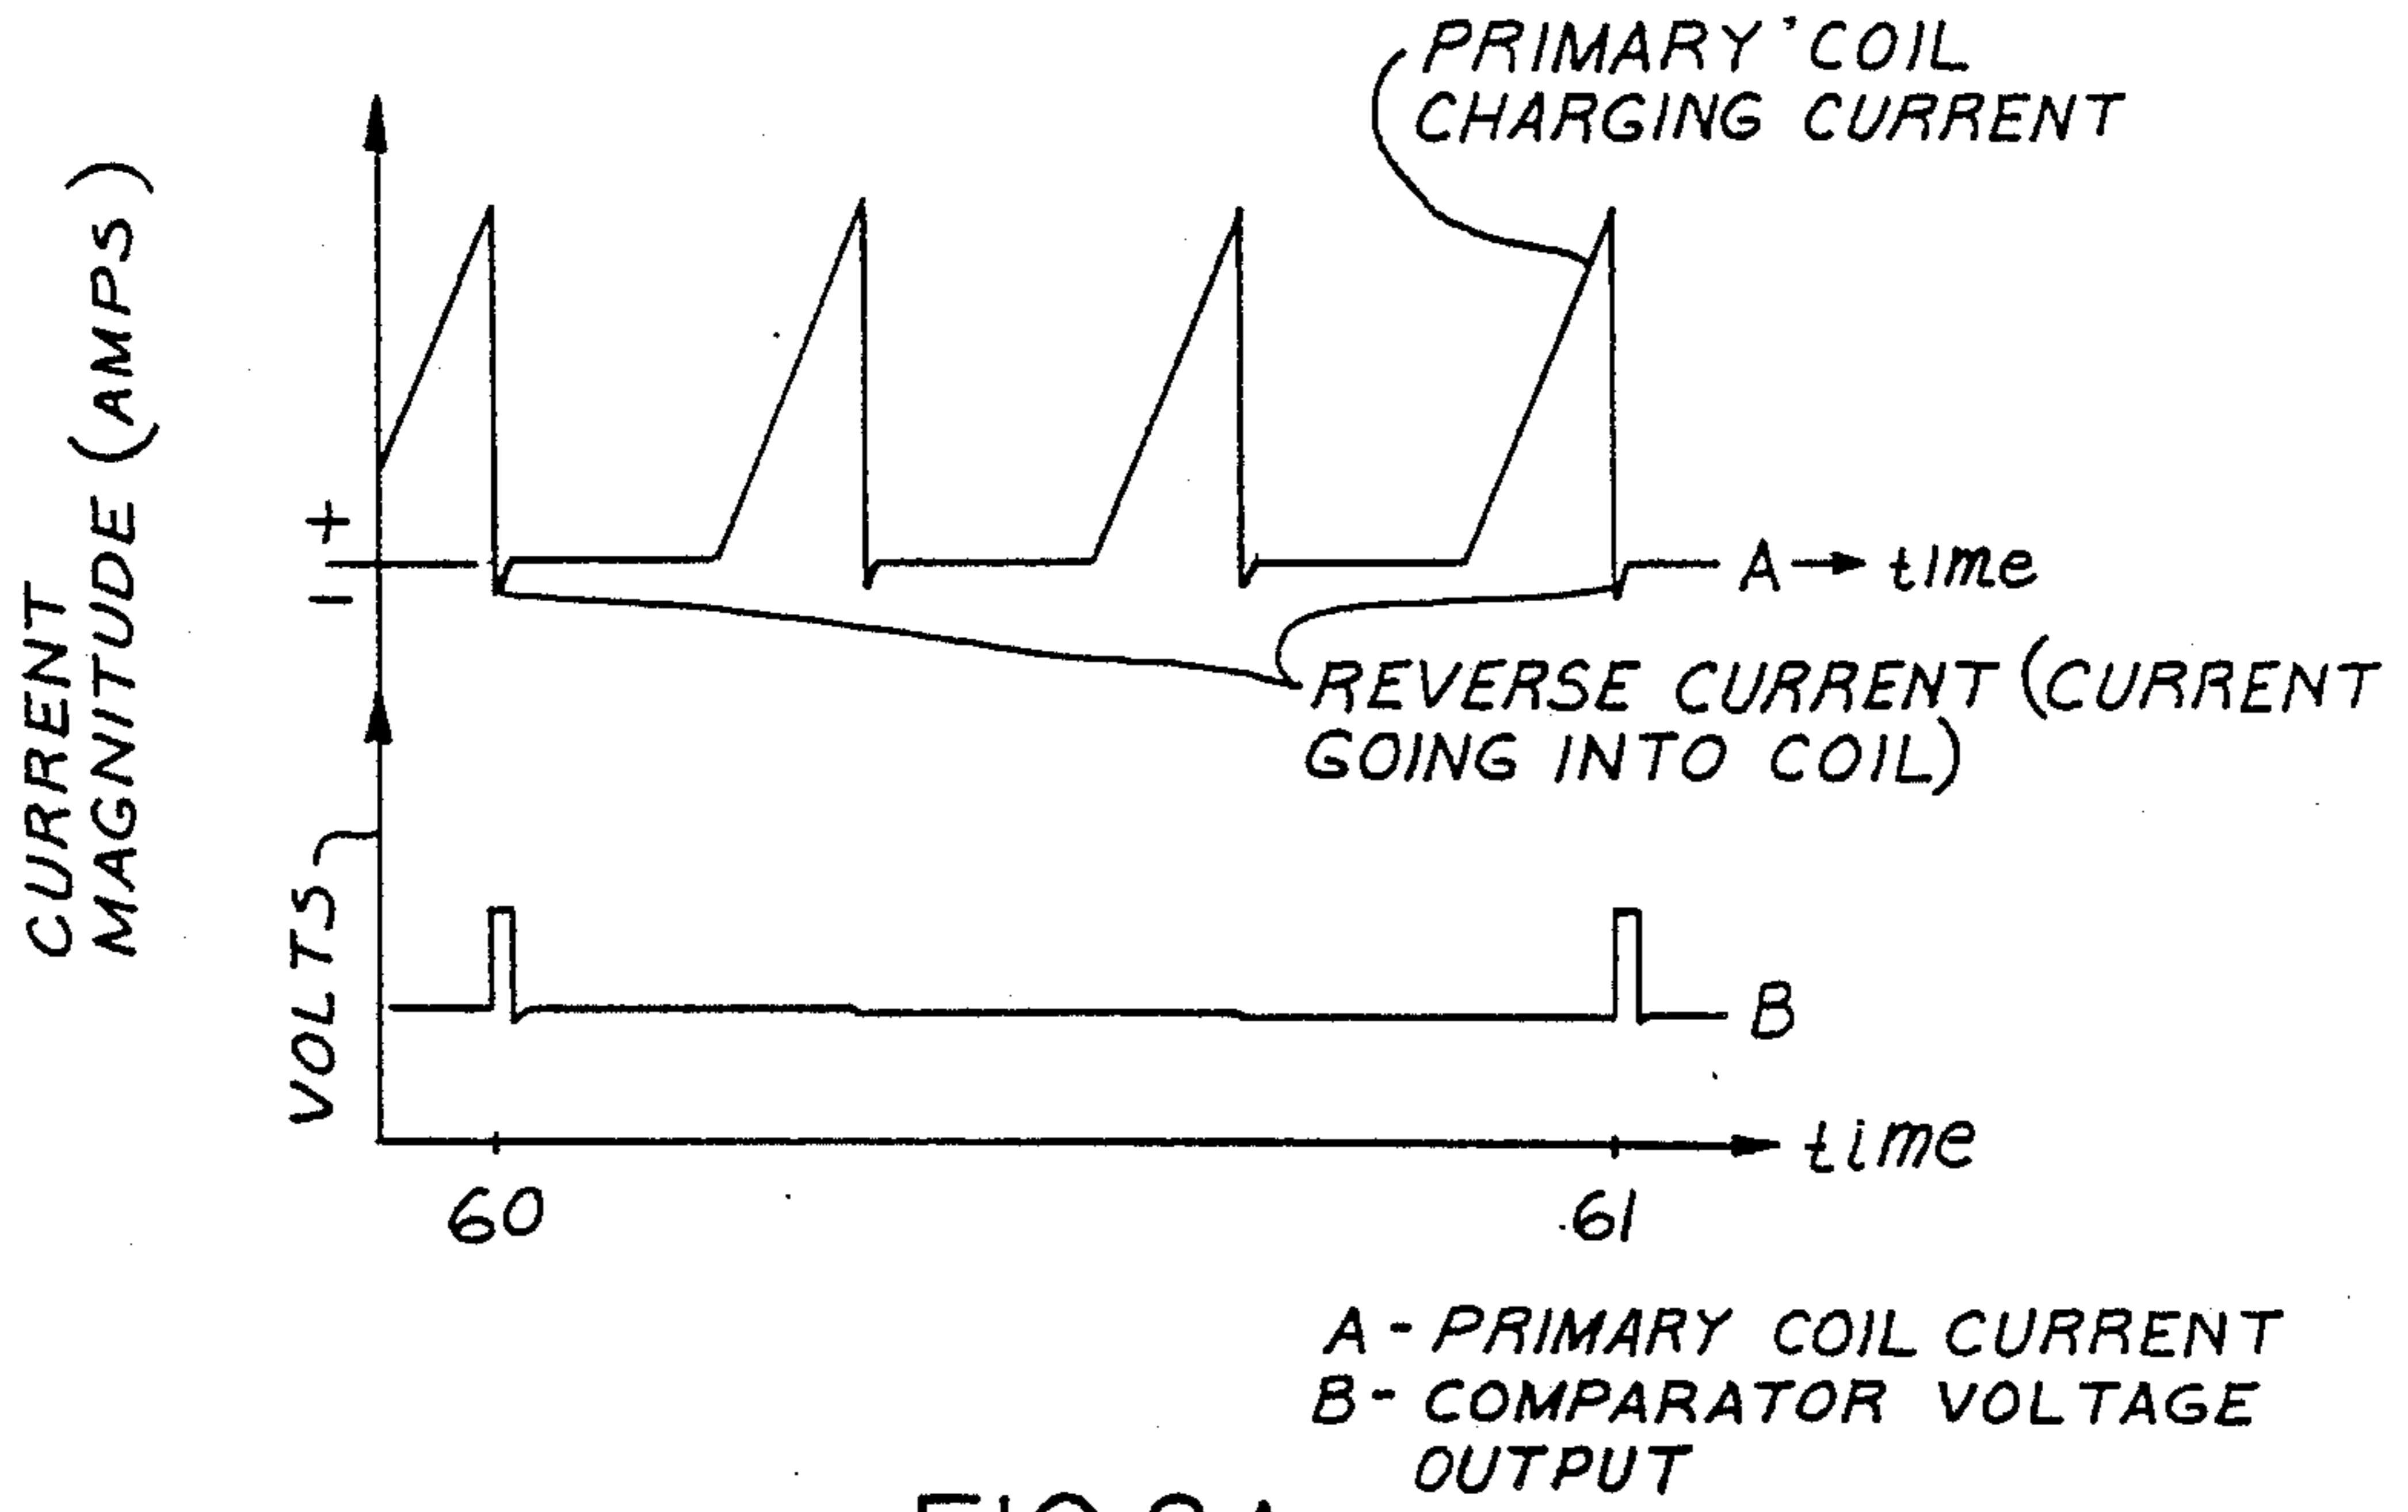 PRIMARY COIL
CHARGING CURRENT
CURRENT
MAGNITUDE (AMPS)
+
-
A → time
REVERSE CURRENT (CURRENT
GOING INTO COIL)
VOLTS
B
time
60
61
A - PRIMARY COIL CURRENT
B - COMPARATOR VOLTAGE
OUTPUT